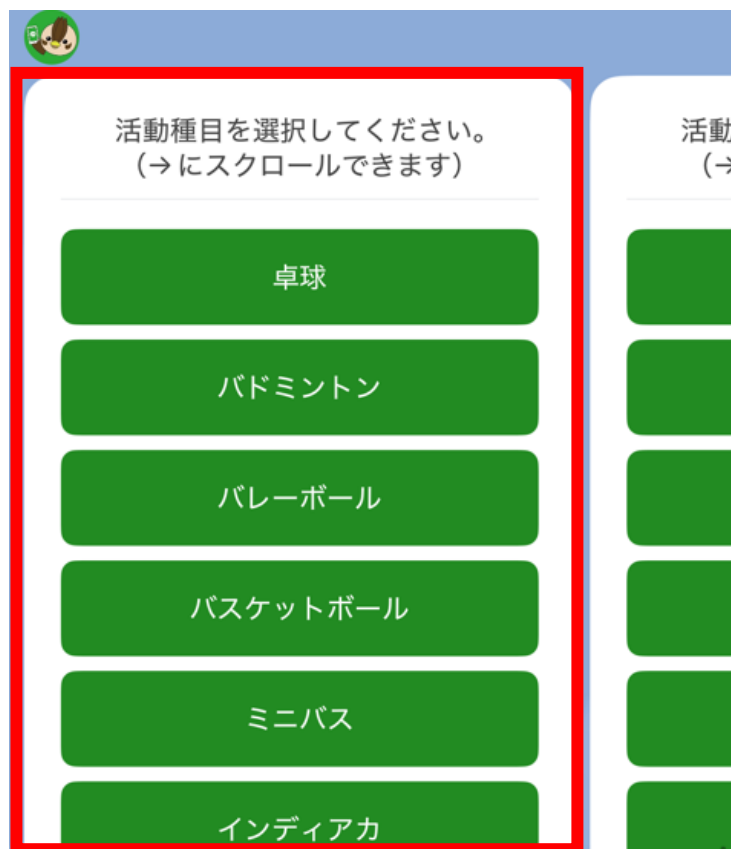 活動種目を選択してください。
（→にスクロールできます）
卓球
バドミントン
バレーボール
バスケットボール
ミニバス
インディアカ
活動
（→